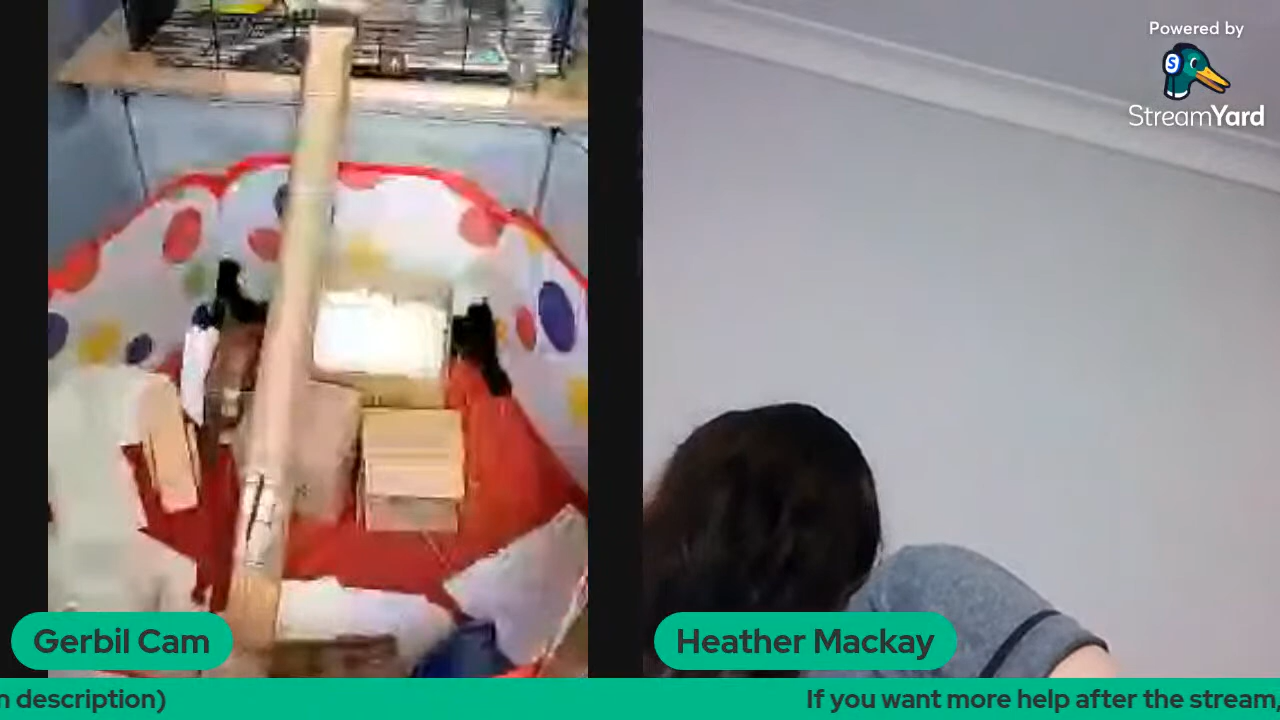 Powered by
StreamYard
Gerbil Cam
Heather Mackay
description)
If you want more help after the stream,